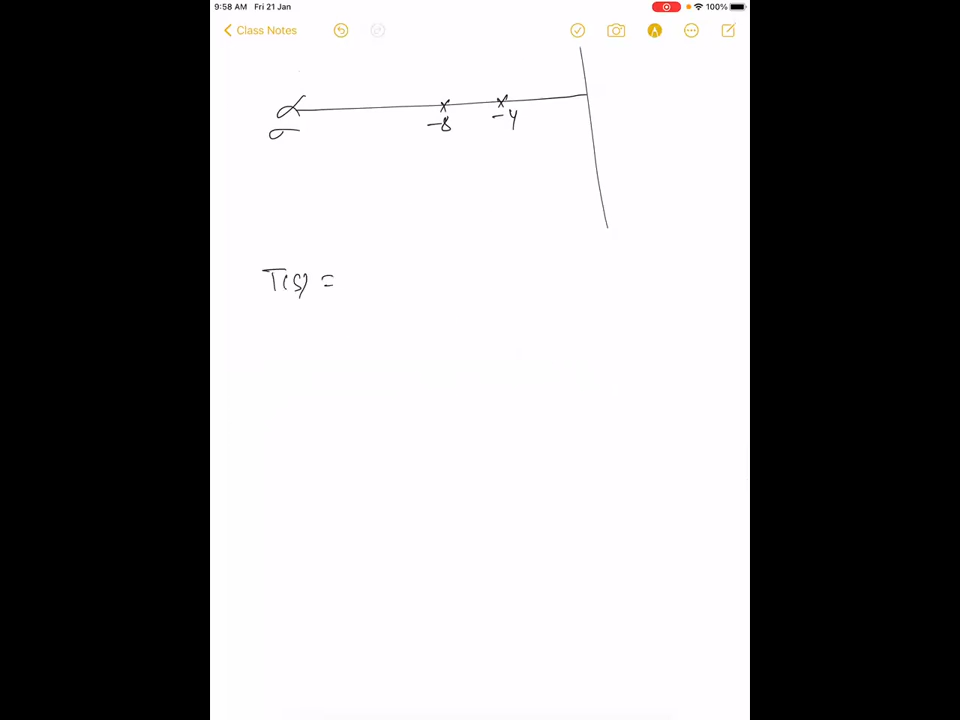 9:58 AM Fri 21 Jan 100%
Class Notes
-8 -4
σ
T(s) =